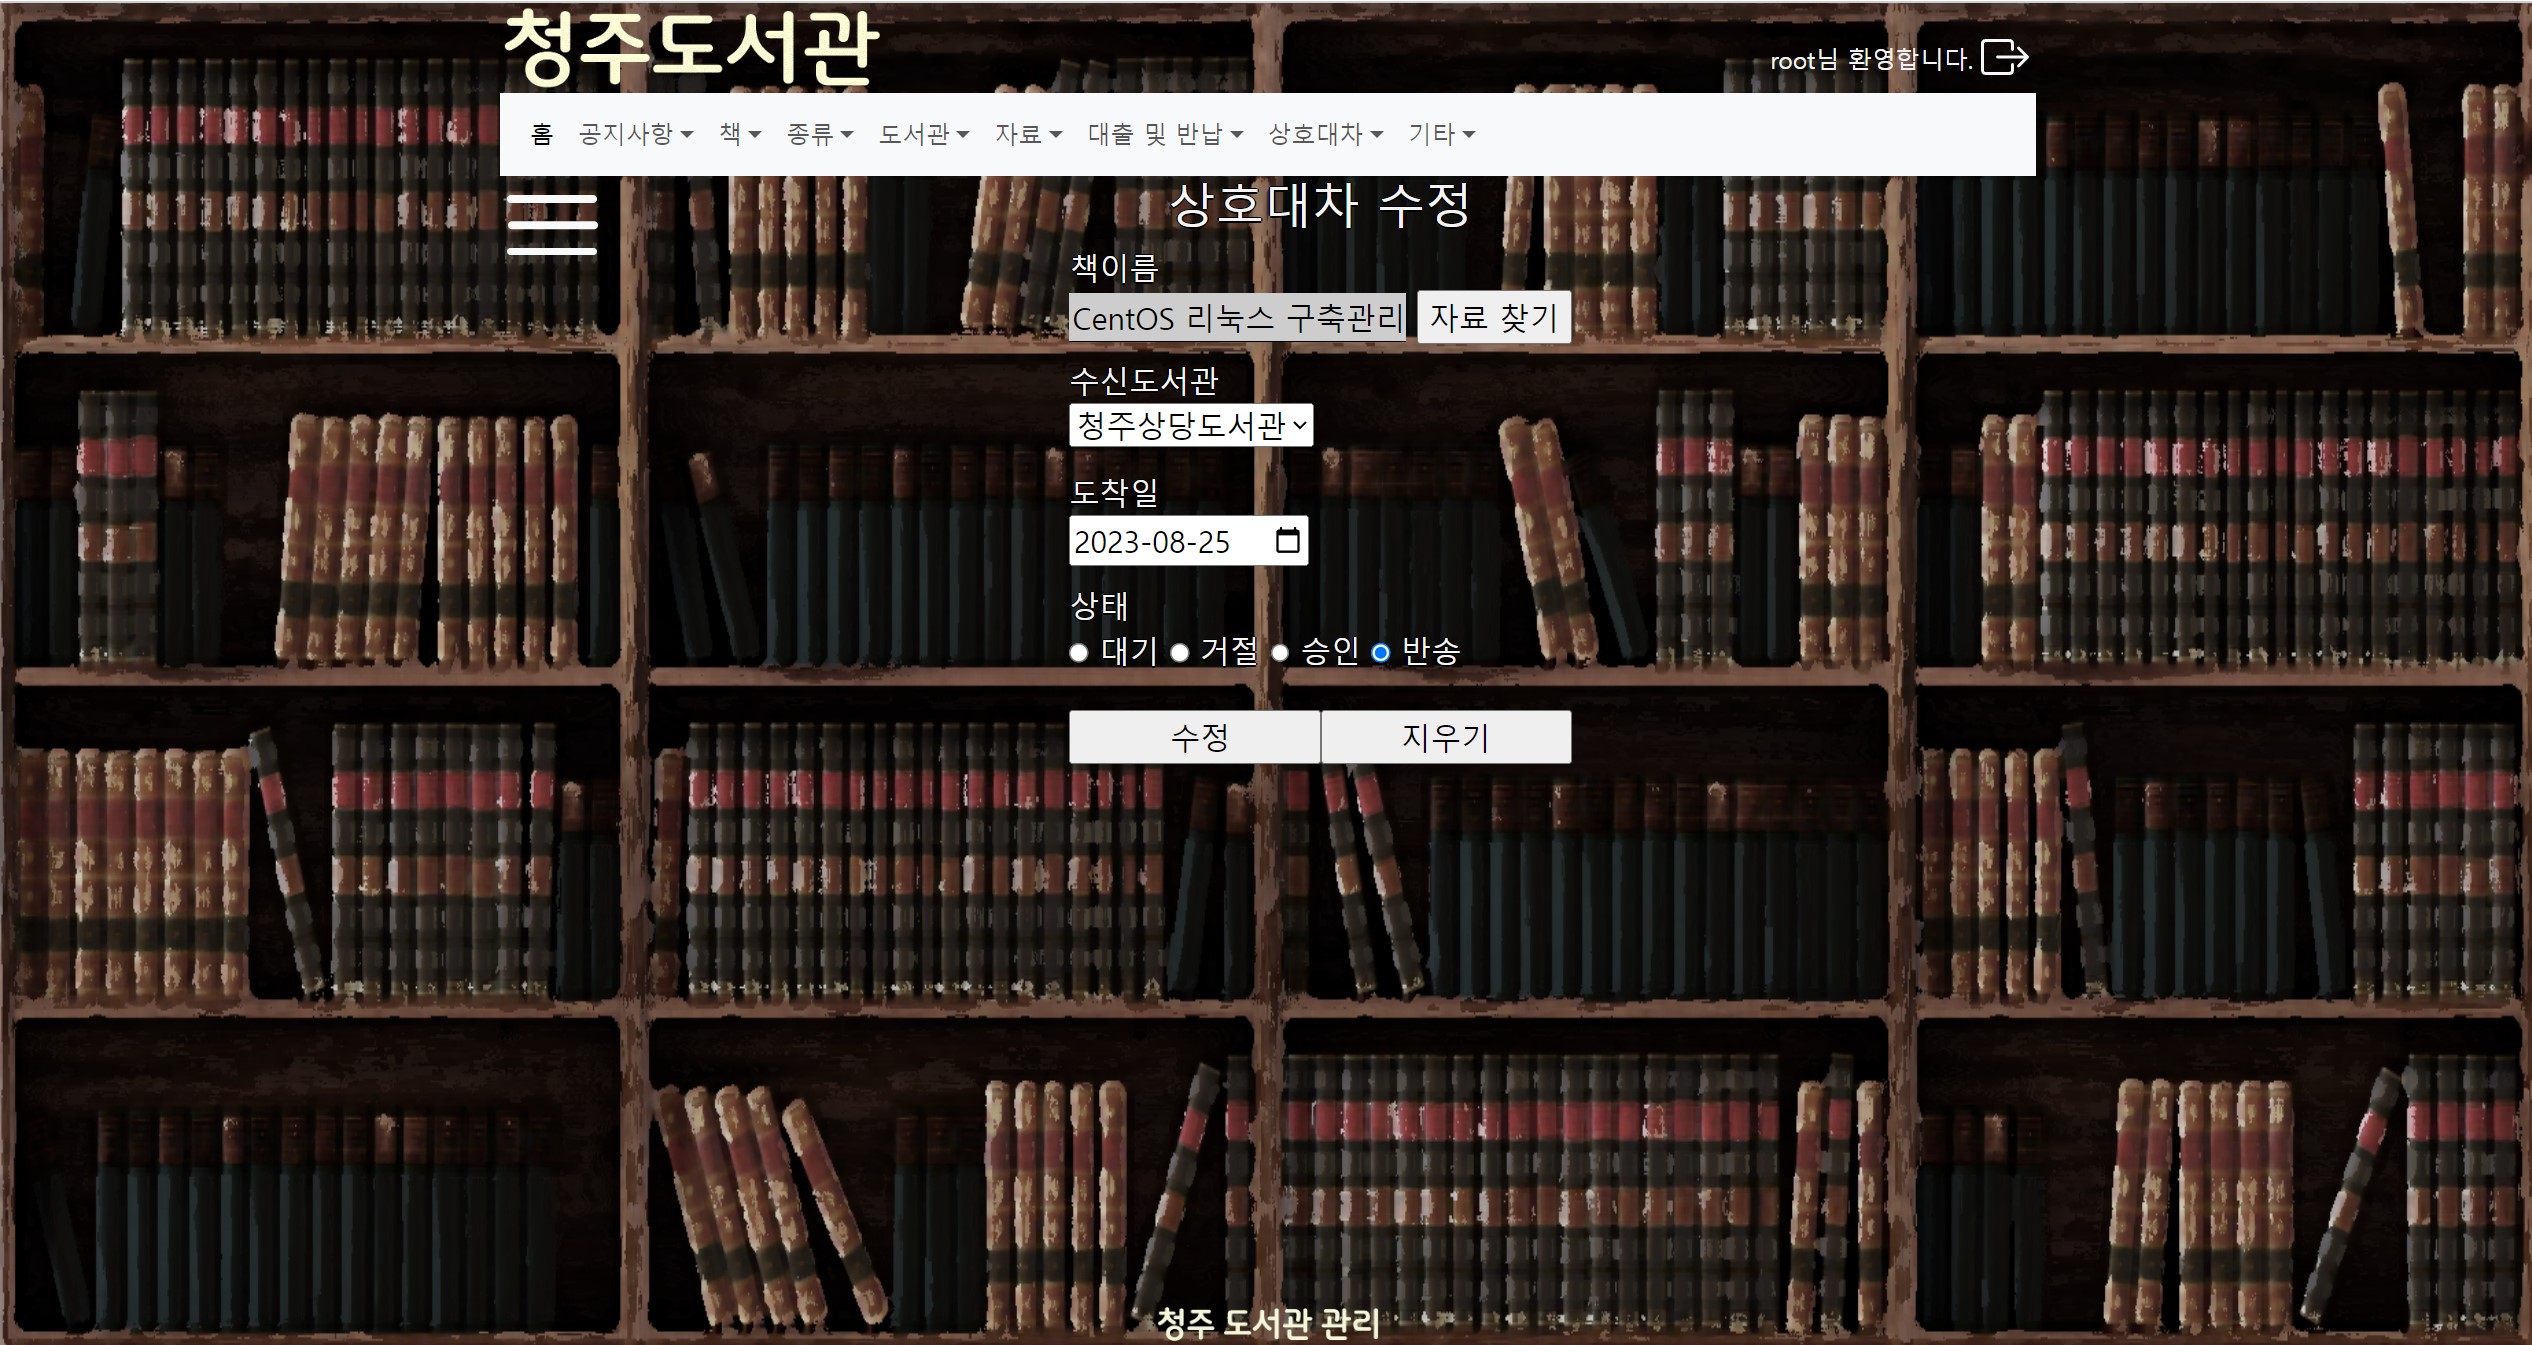 청주도서관
root님 환영합니다.
홈 공지사항 책 종류 도서관 자료 대출 및 반납 상호대차 기타
상호대차 수정
책이름
CentOS 리눅스 구축관리 자료 찾기
수신도서관
청주상당도서관
도착일
2023-08-25
상태
대기 거절 승인 반송
수정 지우기
청주 도서관 관리